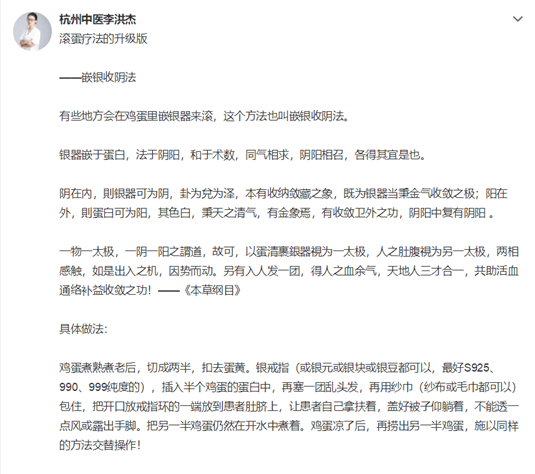 杭州中医李洪杰
滚蛋疗法的升级版
——嵌银收阴法
有些地方会在鸡蛋里嵌银器来滚，这个方法也叫嵌银收阴法。
银器嵌于蛋白，法于阴阳，和于术数，同气相求，阴阳相召，各得其宜是也。
阴在内，則银器可为阴，卦为兌为泽，本有收纳敛藏之象，既为银器当秉金气收敛之极；阳在
外，則蛋白可为阳，其色白，秉天之清气，有金象焉，有收敛卫外之功，阴阳中复有阴阳 。
一物一太极，一阴一阳之謂道，故可，以蛋清裹銀器視为一太极，人之肚腹視为另一太极，两相
感触，如是出入之机，因势而动。另有入人发一团，得人之血余气，天地人三才合一，共助活血
通络补益收敛之功！——《本草纲目》
具体做法：
鸡蛋煮熟煮老后，切成两半，扣去蛋黄。银戒指（或银元或银块或银豆都可以，最好S925、
990、999纯度的），插入半个鸡蛋的蛋白中，再塞一团乱头发，再用纱巾（纱布或毛巾都可以）
包住，把开口放戒指环的一端放到患者肚脐上，让患者自己拿扶着，盖好被子仰躺着，不能透一
点风或露出手脚。把另一半鸡蛋仍然在开水中煮着。鸡蛋凉了后，再捞出另一半鸡蛋，施以同样
的方法交替操作！